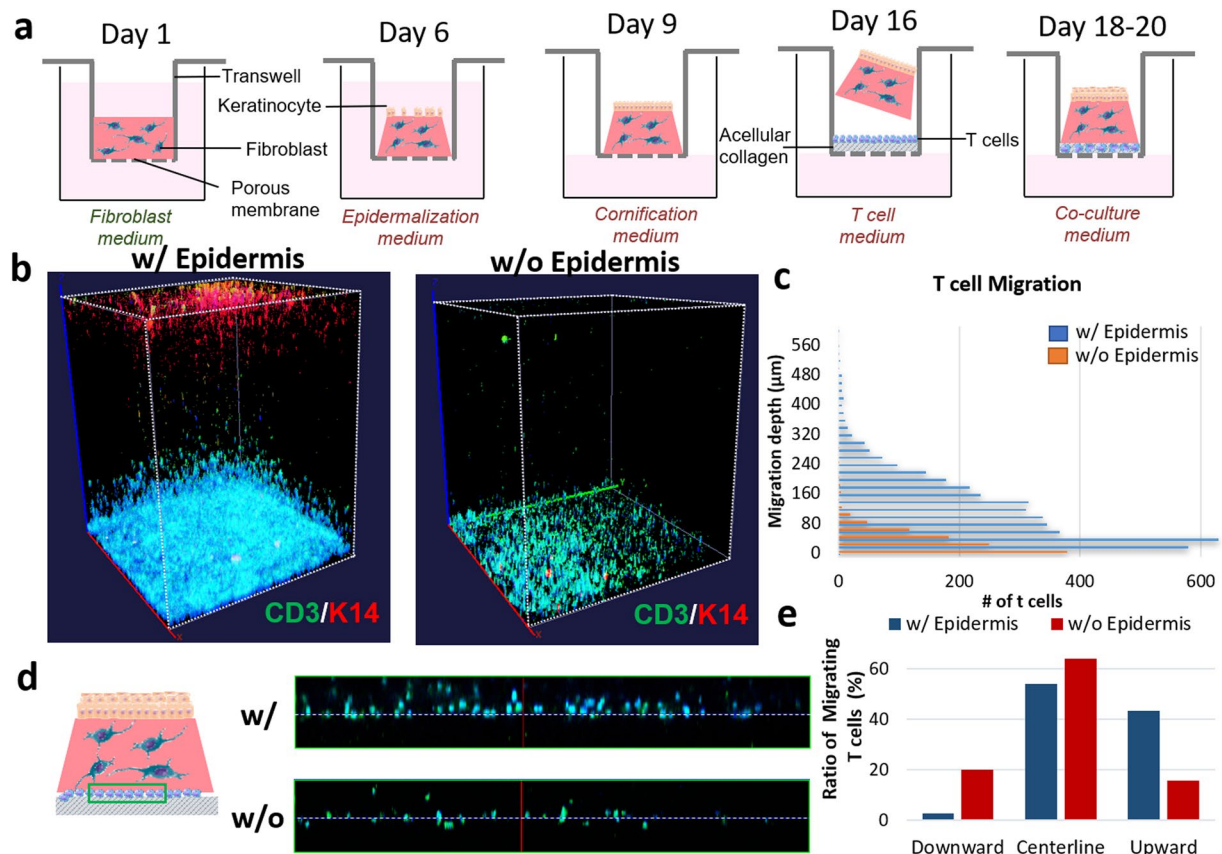 a
Day 1
Day 6
Day 9
Day 16
Day 18-20
Transwell
Keratinocyte
Fibroblast
Porous
membrane
Acellular
collagen
T cells
Fibroblast
medium
Epidermalization
medium
Cornification
medium
T cell
medium
Co-culture
medium
b
w/ Epidermis
w/o Epidermis
CD3/K14
CD3/K14
c
T cell Migration
w/ Epidermis
w/o Epidermis
Migration depth (µm)
560
480
400
320
240
160
80
0
0
200
400
600
# of t cells
d
w/
w/o
e
w/ Epidermis
w/o Epidermis
Ratio of Migrating
T cells (%)
60
40
20
0
Downward
Centerline
Upward